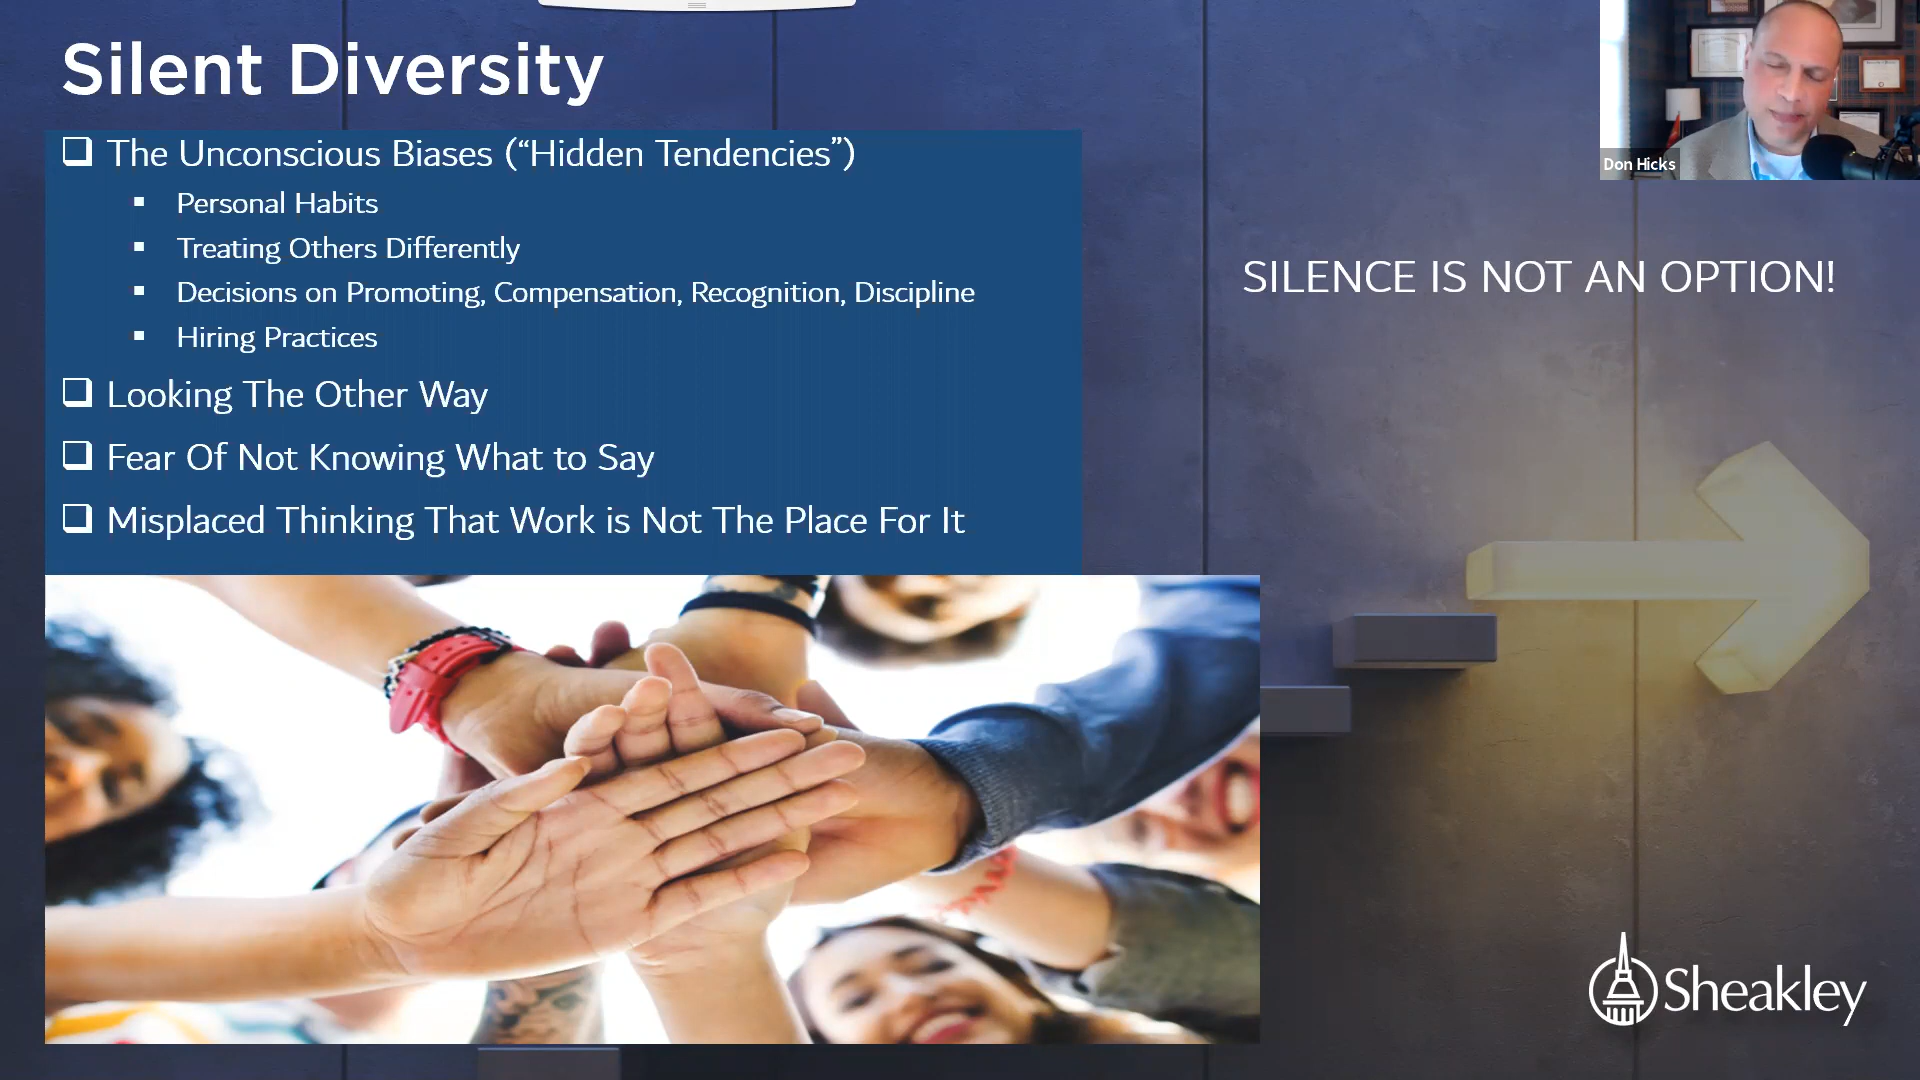 Silent Diversity
The Unconscious Biases (“Hidden Tendencies”)
Personal Habits
Treating Others Differently
Decisions on Promoting, Compensation, Recognition, Discipline
Hiring Practices
Looking The Other Way
Fear Of Not Knowing What to Say
Misplaced Thinking That Work is Not The Place For It
Don Hicks
SILENCE IS NOT AN OPTION!
Sheakley